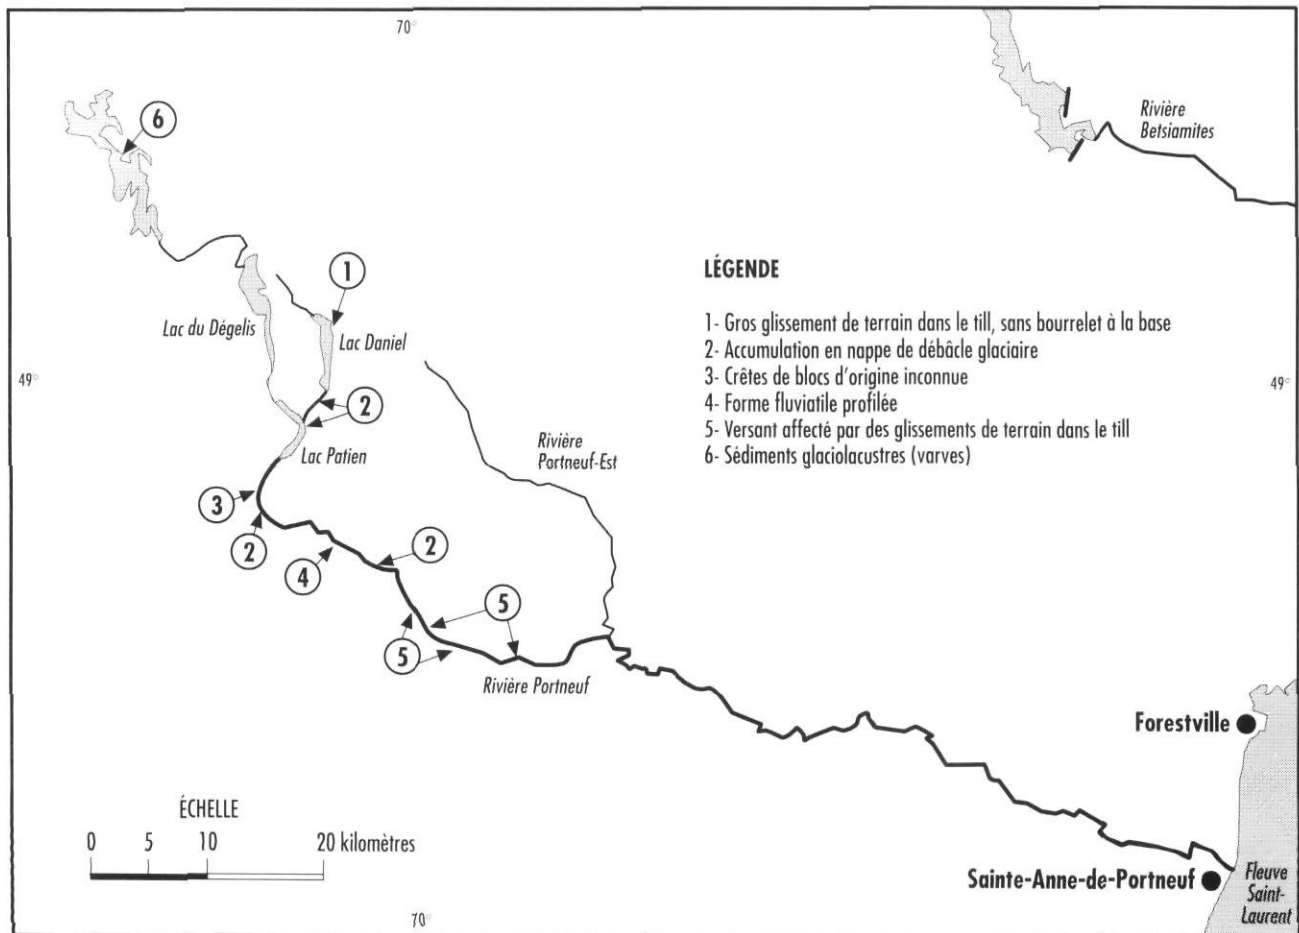 70°
6
Rivière
Betsiamites
1
LÉGENDE
1- Gros glissement de terrain dans le till, sans bourrelet à la base
2- Accumulation en nappe de débâcle glaciaire
3- Crêtes de blocs d'origine inconnue
4- Forme fluviatile profilée
5- Versant affecté par des glissements de terrain dans le till
6- Sédiments glaciolacustres (varves)
Lac du Dégelis
Lac Daniel
49°
49°
2
Lac Patien
Rivière
Portneuf-Est
3
2
4
2
5
5
Rivière Portneuf
Forestville
ÉCHELLE
0 5 10 20 kilomètres
Sainte-Anne-de-Portneuf
Fleuve
Saint-
Laurent
70°